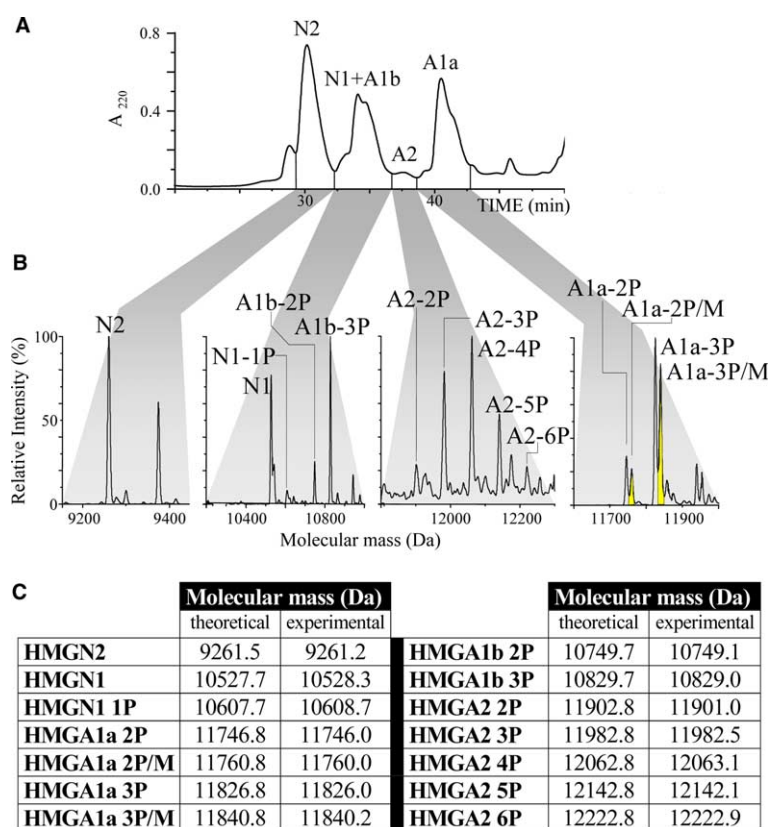 A
N2
N1+A1b
A1a
A2
A 220
0.8
0.4
0.0
30
40
TIME (min)
B
N2
A1b-2P
A1b-3P
N1-1P
N1
A2-2P
A2-3P
A2-4P
A2-5P
A2-6P
A1a-2P
A1a-2P/M
A1a-3P
A1a-3P/M
Relative Intensity (%)
100
50
0
9200 9400
10400 10800
12000 12200
11700 11900
Molecular mass (Da)
C
Molecular mass (Da) Molecular mass (Da)
theoretical experimental theoretical experimental
HMGN2 9261.5 9261.2 HMGA1b 2P 10749.7 10749.1
HMGN1 10527.7 10528.3 HMGA1b 3P 10829.7 10829.0
HMGN1 1P 10607.7 10608.7 HMGA2 2P 11902.8 11901.0
HMGA1a 2P 11746.8 11746.0 HMGA2 3P 11982.8 11982.5
HMGA1a 2P/M 11760.8 11760.0 HMGA2 4P 12062.8 12063.1
HMGA1a 3P 11826.8 11826.0 HMGA2 5P 12142.8 12142.1
HMGA1a 3P/M 11840.8 11840.2 HMGA2 6P 12222.8 12222.9